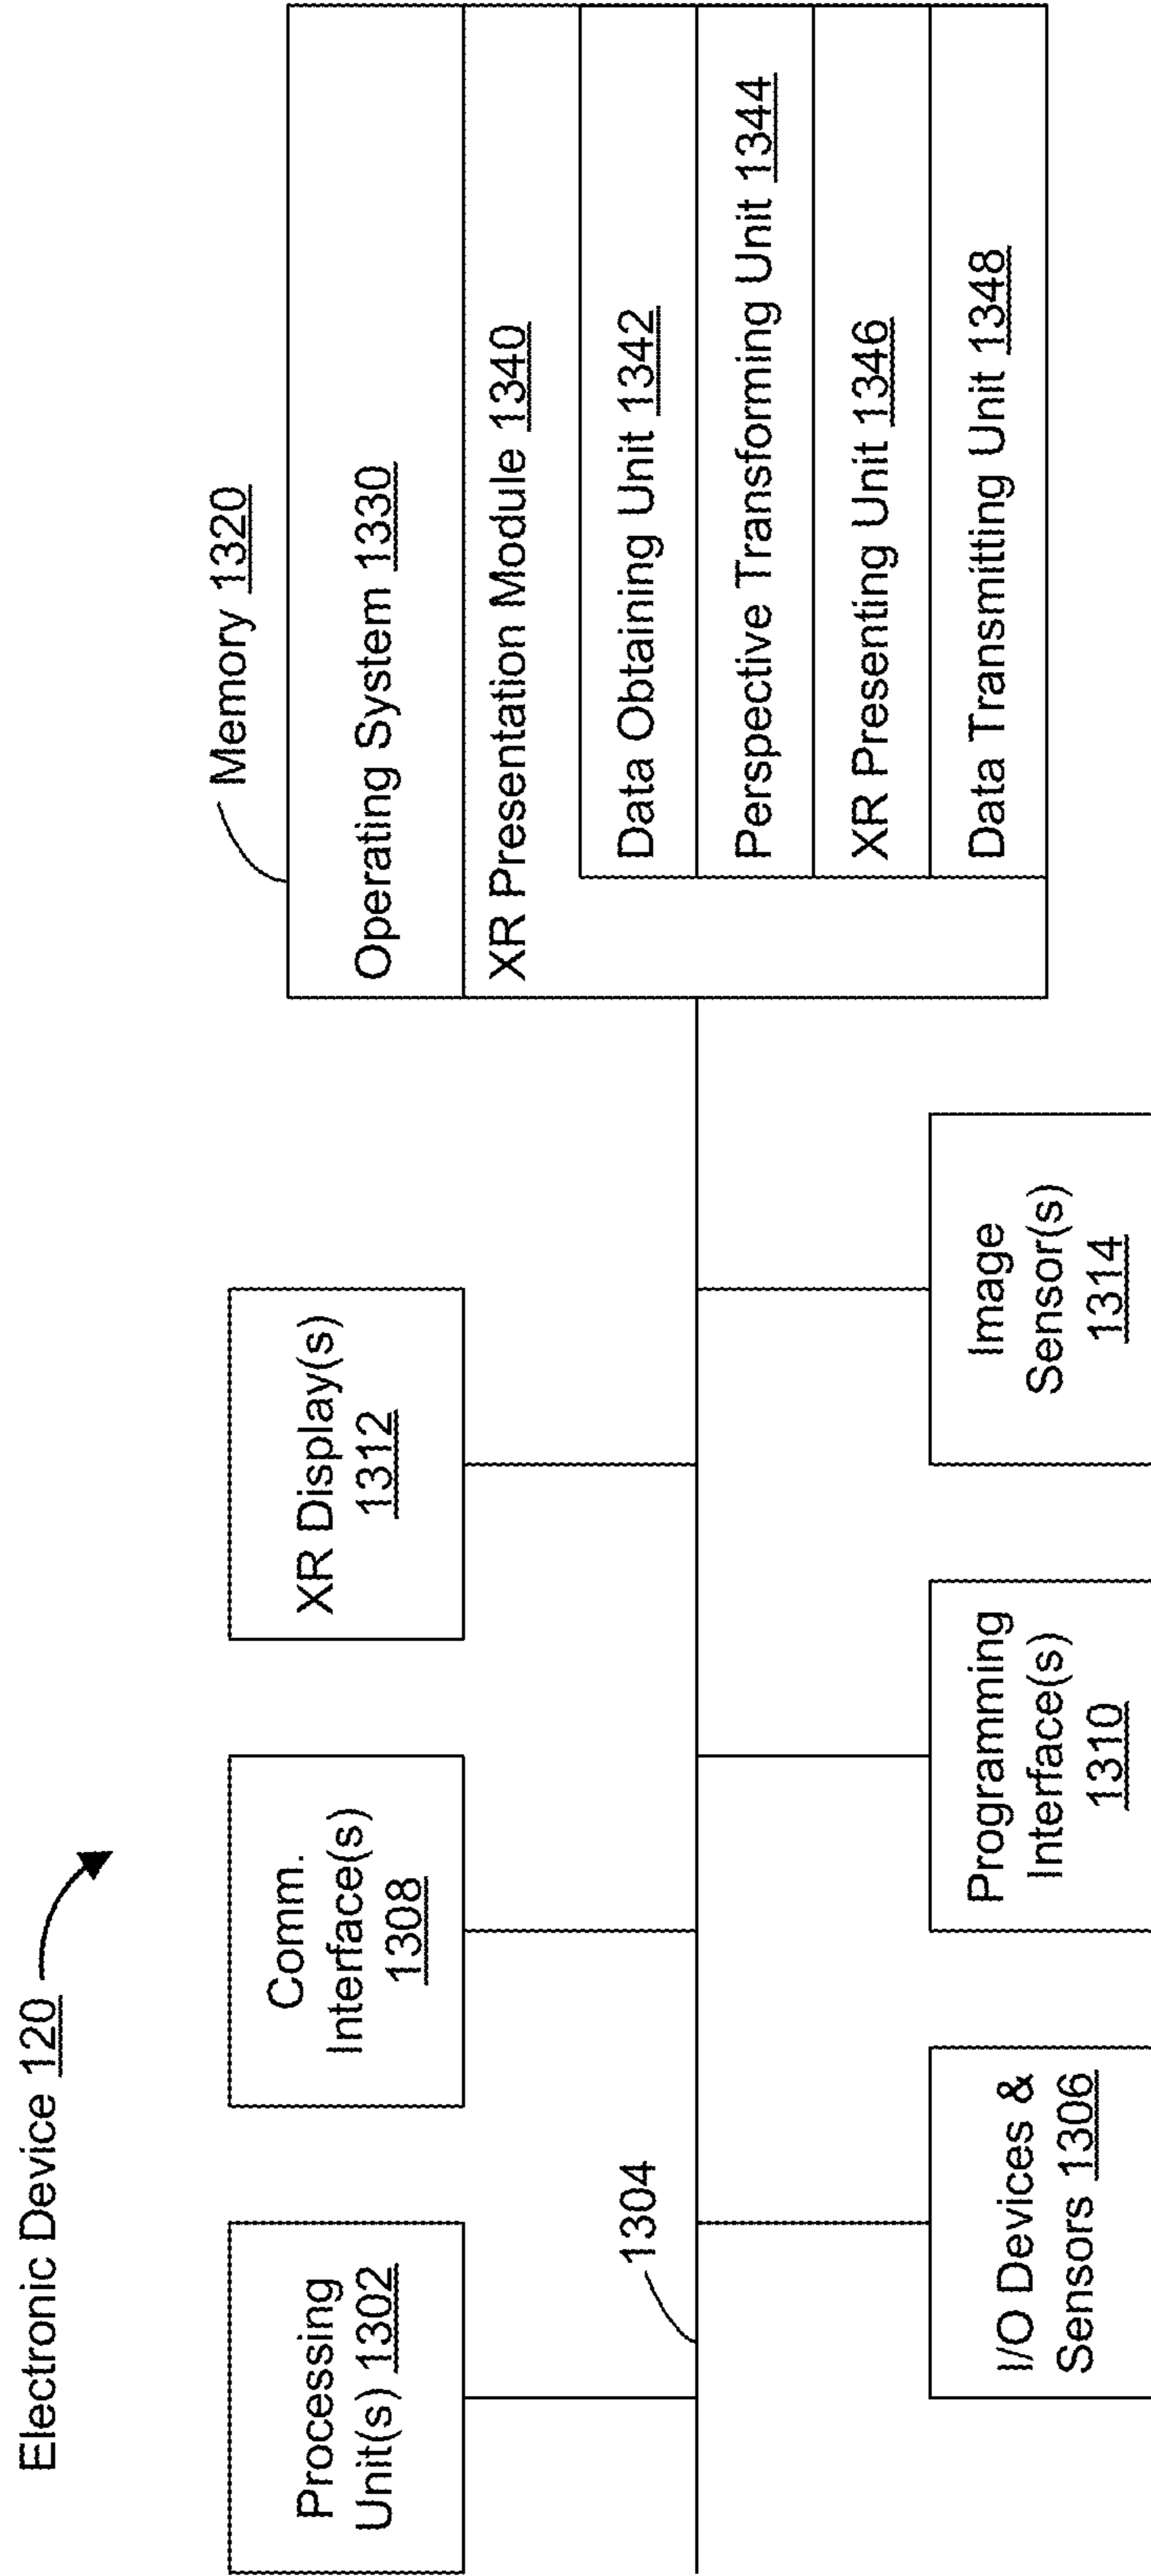 Electronic Device 120
Memory 1320
Processing
Unit(s) 1302
Comm.
Interface(s)
1308
XR Display(s)
1312
Operating System 1330
XR Presentation Module 1340
Data Obtaining Unit 1342
Perspective Transforming Unit 1344
XR Presenting Unit 1346
Data Transmitting Unit 1348
1304
I/O Devices &
Sensors 1306
Programming
Interface(s)
1310
Image
Sensor(s)
1314